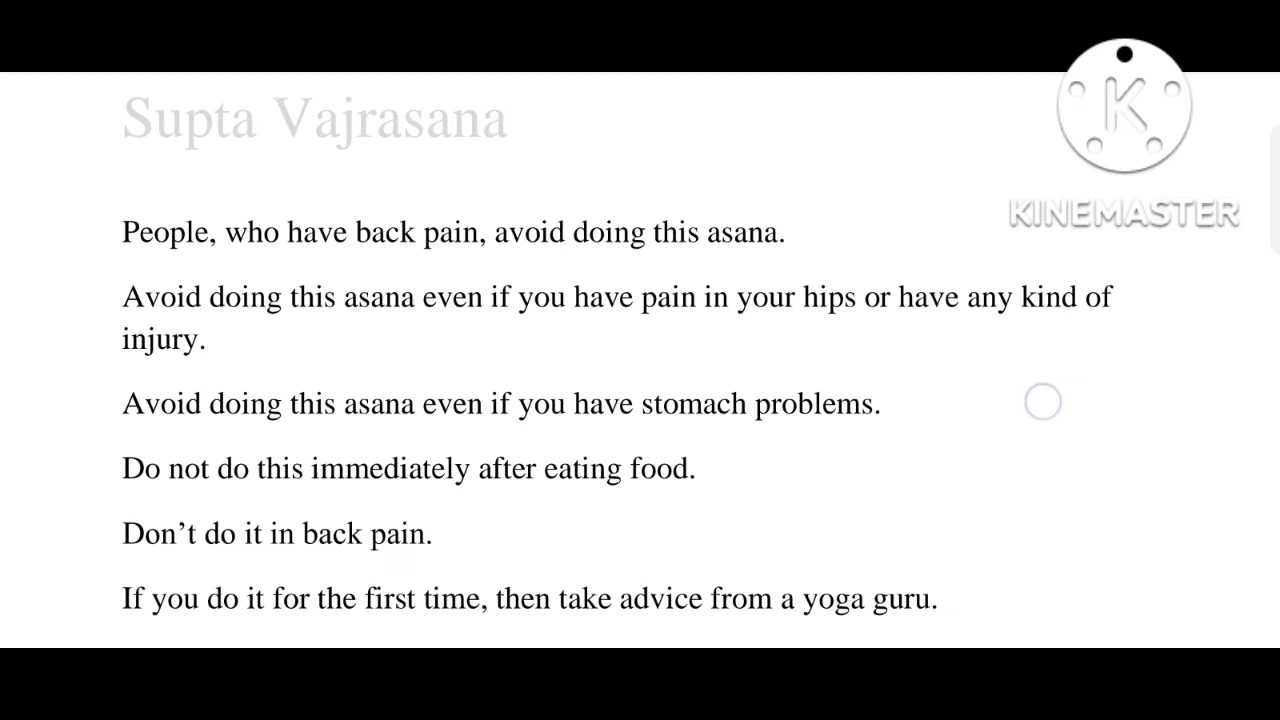 Supta Vajrasana
KINEMASTER
People, who have back pain, avoid doing this asana.
Avoid doing this asana even if you have pain in your hips or have any kind of
injury.
Avoid doing this asana even if you have stomach problems.
Do not do this immediately after eating food.
Don’t do it in back pain.
If you do it for the first time, then take advice from a yoga guru.